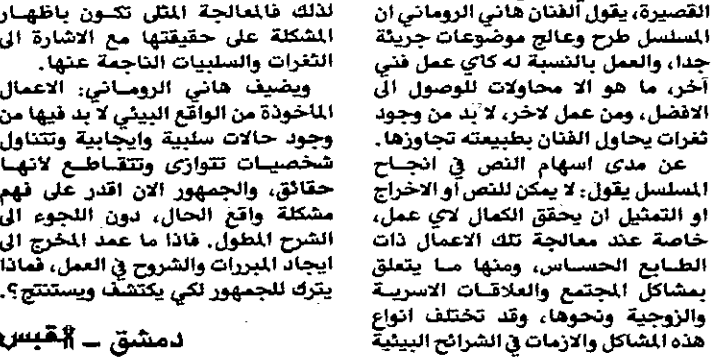 القصيرة، يقول الفنان هاني الروماني ان
المسلسل طرح وعالج موضوعات جريئة
جدا، والعمل بالنسبة له كاي عمل فني
آخر، ما هو الا محاولات للوصول الى
الافضل، ومن عمل لاخر، لا بد من وجود
ثغرات يحاول الفنان بطبيعته تجاوزها.
عن مدى اسهام النص في انجاح
المسلسل يقول: لا يمكن للنص أو الاخراج
او التمثيل ان يحقق الكمال لاي عمل،
خاصة عند معالجة تلك الاعمال ذات
الطابع الحساس، ومنها ما يتعلق
بمشاكل المجتمع والعلاقات الاسرية
والزوجية ونحوها، وقد تختلف انواع
هذه المشاكل والازمات في الشرائح البيئية
لذلك فالمعالجة المثلى تكون باظهار
المشكلة على حقيقتها مع الاشارة الى
الثغرات والسلبيات الناجمة عنها.
ويضيف هاني الروماني: الاعمال
الماخوذة من الواقع البيئي لا بد فيها من
وجود حالات سلبية وايجابية وتتناول
شخصيات تتوازى وتتقاطع لانها
حقائق، والجمهور الان اقدر على فهم
مشكلة واقع الحال، دون اللجوء الى
الشرح المطول. فاذا ما عمد المخرج الى
ايجاد المبررات والشروح في العمل، فماذا
يترك للجمهور لكي يكتشف ويستنتج؟.
دمشق ــ القبس